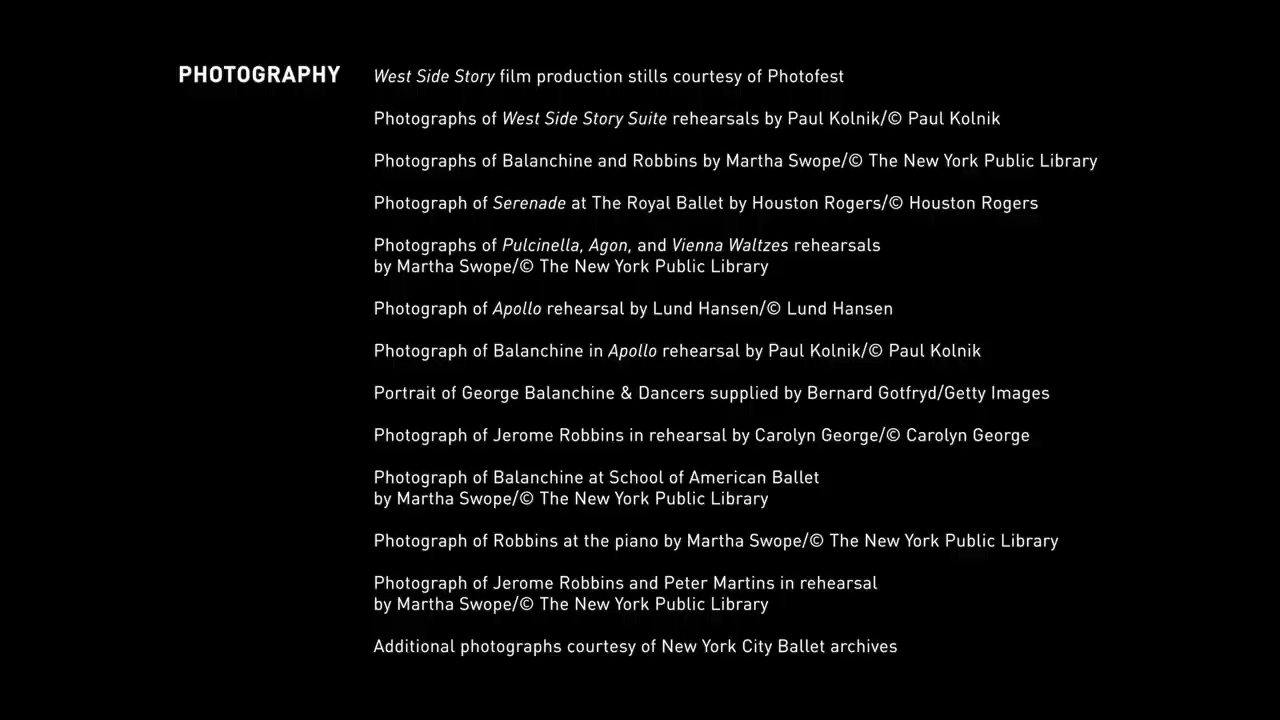 PHOTOGRAPHY
West Side Story film production stills courtesy of Photofest
Photographs of West Side Story Suite rehearsals by Paul Kolnik/© Paul Kolnik
Photographs of Balanchine and Robbins by Martha Swope/© The New York Public Library
Photograph of Serenade at The Royal Ballet by Houston Rogers/© Houston Rogers
Photographs of Pulcinella, Agon, and Vienna Waltzes rehearsals
by Martha Swope/© The New York Public Library
Photograph of Apollo rehearsal by Lund Hansen/© Lund Hansen
Photograph of Balanchine in Apollo rehearsal by Paul Kolnik/© Paul Kolnik
Portrait of George Balanchine & Dancers supplied by Bernard Gotfryd/Getty Images
Photograph of Jerome Robbins in rehearsal by Carolyn George/© Carolyn George
Photograph of Balanchine at School of American Ballet
by Martha Swope/© The New York Public Library
Photograph of Robbins at the piano by Martha Swope/© The New York Public Library
Photograph of Jerome Robbins and Peter Martins in rehearsal
by Martha Swope/© The New York Public Library
Additional photographs courtesy of New York City Ballet archives